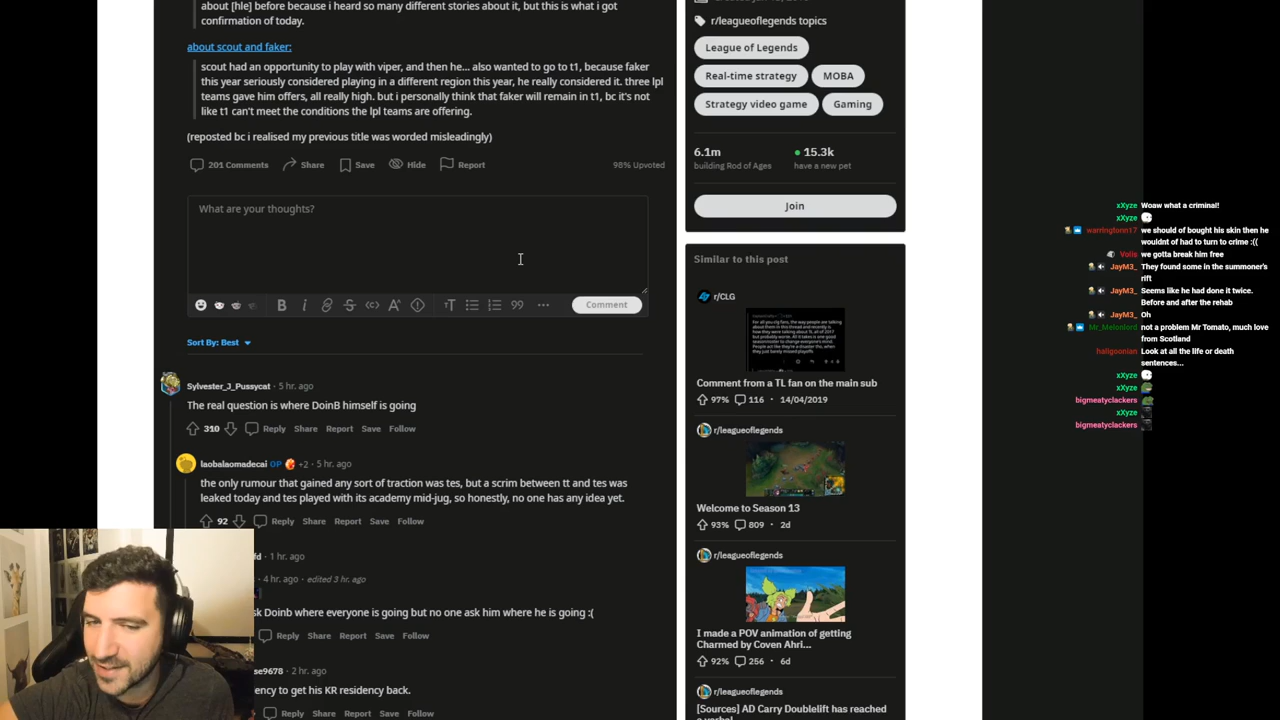 about [hle] before because i heard so many different stories about it, but this is what i got
confirmation of today.
about scout and faker:
scout had an opportunity to play with viper, and then he... also wanted to go to t1, because faker
this year seriously considered playing in a different region this year, he really considered it. three lpl
teams gave him offers, all really high. but i personally think that faker will remain in t1, bc it's not
like t1 can't meet the conditions the lpl teams are offering.
(reposted bc i realised my previous title was worded misleadingly)
201 Comments Share Save Hide Report 98% Upvoted
What are your thoughts?
B i T 99 ... Comment
Sort By: Best
Sylvester_J_Pussycat · 5 hr. ago
The real question is where DoinB himself is going
310 Reply Share Report Save Follow
laobalaomadecai OP +2 · 5 hr. ago
the only rumour that gained any sort of traction was tes, but a scrim between tt and tes was
leaked today and tes played with its academy mid-jug, so honestly, no one has any idea yet.
92 Reply Share Report Save Follow
fd · 1 hr. ago
· 4 hr. ago · edited 3 hr. ago
sk Doinb where everyone is going but no one ask him where he is going :(
Reply Share Report Save Follow
se9678 · 2 hr. ago
ency to get his KR residency back.
Reply Share Report Save Follow
r/leagueoflegends topics
League of Legends
Real-time strategy MOBA
Strategy video game Gaming
6.1m 15.3k
building Rod of Ages have a new pet
Join
Similar to this post
r/CLG
Comment from a TL fan on the main sub
97% 116 · 14/04/2019
r/leagueoflegends
Welcome to Season 13
93% 809 · 2d
r/leagueoflegends
I made a POV animation of getting
Charmed by Coven Ahri...
92% 256 · 6d
r/leagueoflegends
[Sources] AD Carry Doublelift has reached
a verbal
xXyze Woaw what a criminal!
xXyze
warringtonn17 we should of bought his skin then he
wouldnt of had to turn to crime :((
Volis we gotta break him free
JayM3_ They found some in the summoner's
rift
JayM3_ Seems like he had done it twice.
Before and after the rehab
JayM3_ Oh
Mr_Melonlord not a problem Mr Tomato, much love
from Scotland
haligoonian Look at all the life or death
sentences...
xXyze
xXyze
bigmeatyclackers
xXyze
bigmeatyclackers